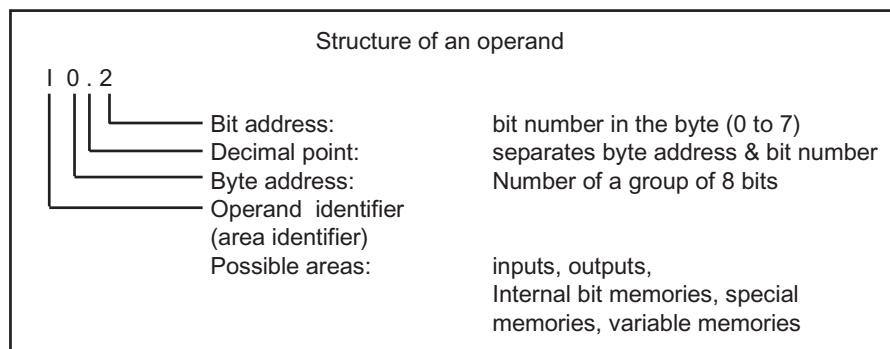 Structure of an operand
I 0 . 2
Bit address: bit number in the byte (0 to 7)
Decimal point: separates byte address & bit number
Byte address: Number of a group of 8 bits
Operand identifier
(area identifier)
Possible areas: inputs, outputs,
Internal bit memories, special
memories, variable memories